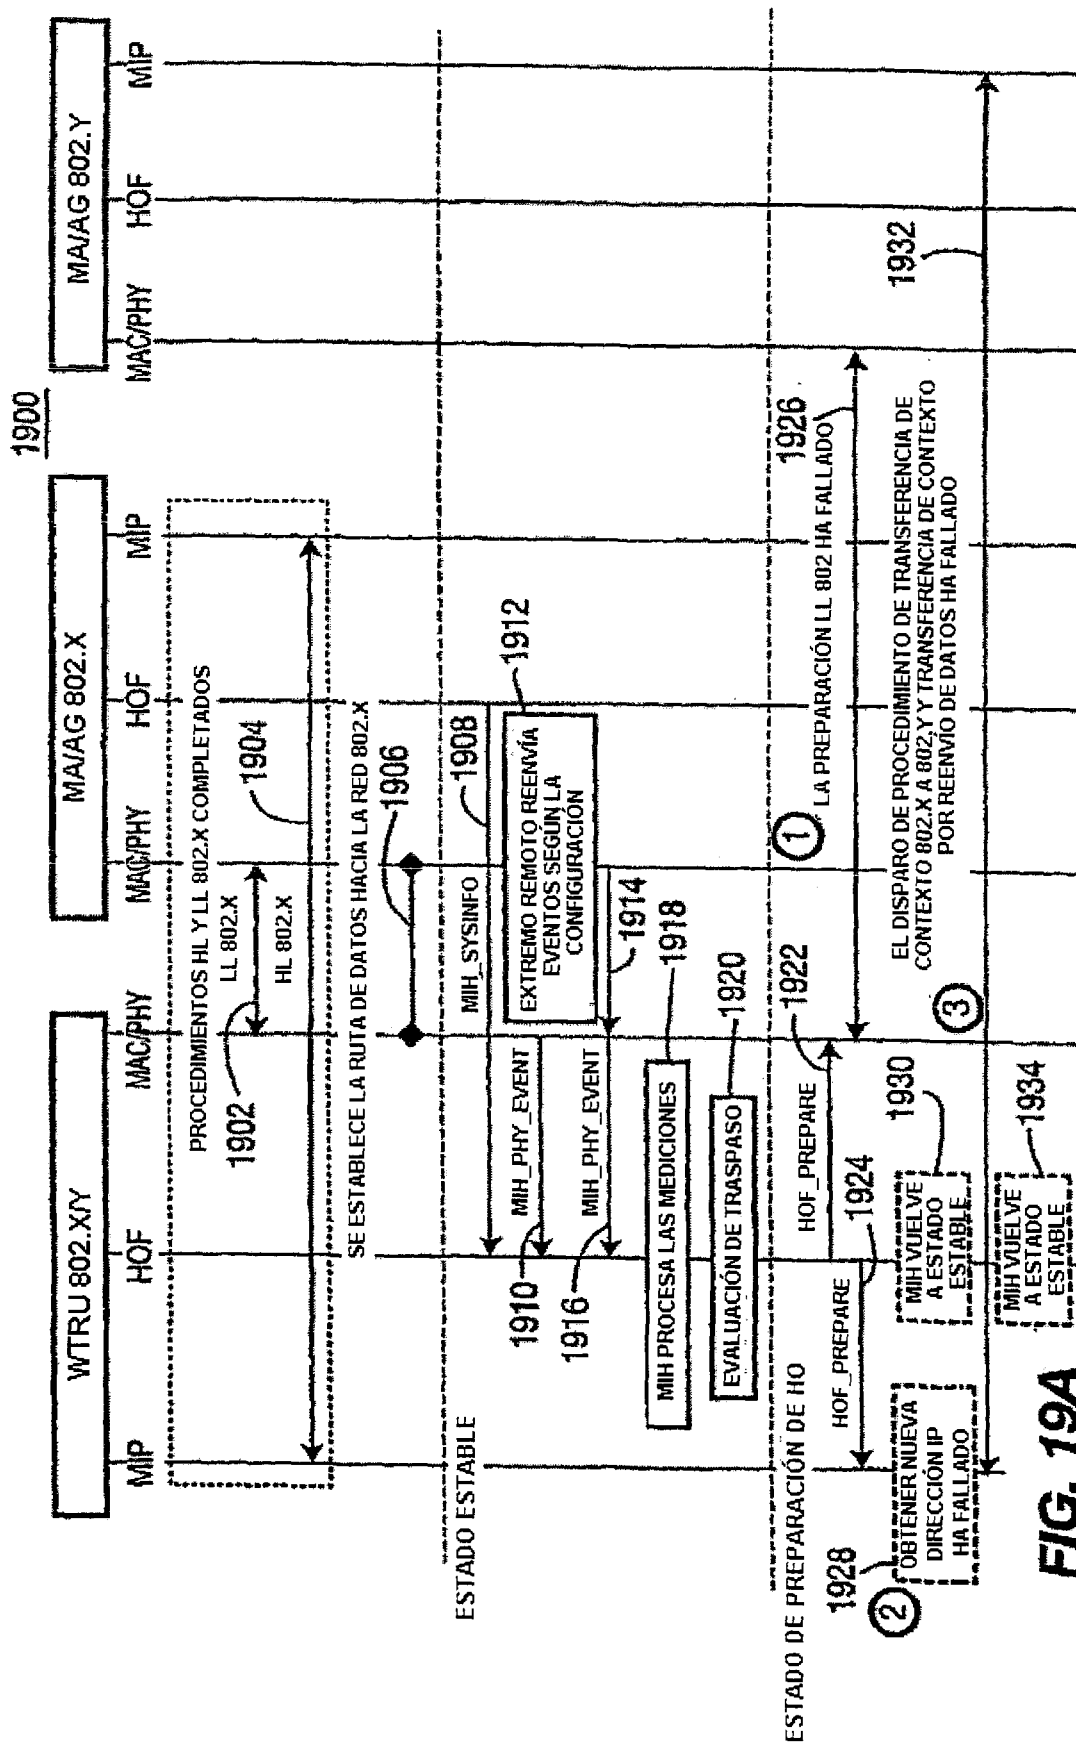 1900
WTRU 802.X/Y
MA/AG 802.X
MA/AG 802.Y
MIP
HOF
MAC/PHY
MAC/PHY
HOF
MIP
MAC/PHY
HOF
MIP
PROCEDIMIENTOS HL Y LL 802.X COMPLETADOS
1902
LL 802.X
HL 802.X
1904
SE ESTABLECE LA RUTA DE DATOS HACIA LA RED 802.X
1906
ESTADO ESTABLE
MIH_SYSINFO
1908
1910
MIH_PHY_EVENT
EXTREMO REMOTO REENVÍA
EVENTOS SEGÚN LA
CONFIGURACIÓN
1912
1916
MIH_PHY_EVENT
1914
MIH PROCESA LAS MEDICIONES
1918
EVALUACIÓN DE TRASPASO
1920
ESTADO DE PREPARACIÓN DE HO
HOF_PREPARE
1922
1
LA PREPARACIÓN LL 802 HA FALLADO
1926
HOF_PREPARE
1924
1928
2
OBTENER NUEVA
DIRECCIÓN IP
HA FALLADO
MIH VUELVE
A ESTADO
ESTABLE
1930
3
EL DISPARO DE PROCEDIMIENTO DE TRANSFERENCIA DE
CONTEXTO 802.X A 802.Y Y TRANSFERENCIA DE CONTEXTO
POR REENVÍO DE DATOS HA FALLADO
1932
MIH VUELVE
A ESTADO
ESTABLE
1934
FIG. 19A